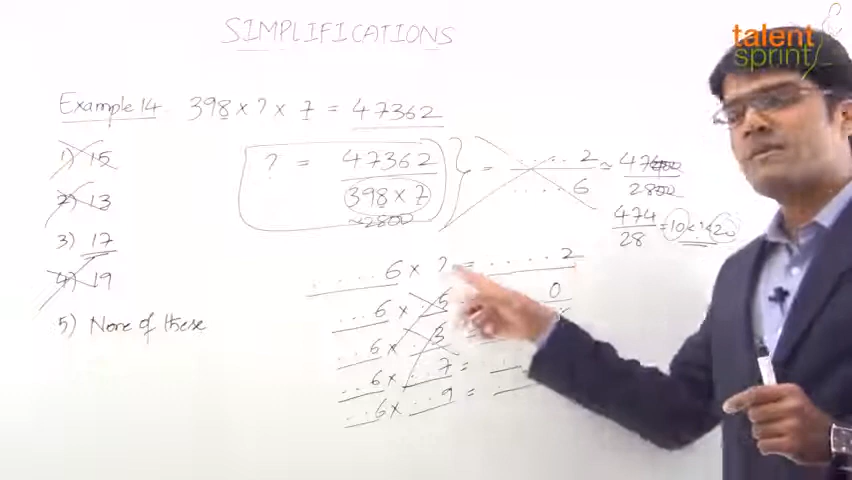 SIMPLIFICATIONS
talent
sprint
Example 14 398 × ? × 7 = 47362
1) 15
2) 13
3) 17
4) 19
5) None of these
? = 47362
398 × 7
≈2800
= ....2
.....6
≈ 47400
2800
474
28
= 10 < ? < 20
....6 × ? = .....2
...6 × ..5 0
..6 × ..3
..6 × ..7 =
..6 × ..9 =